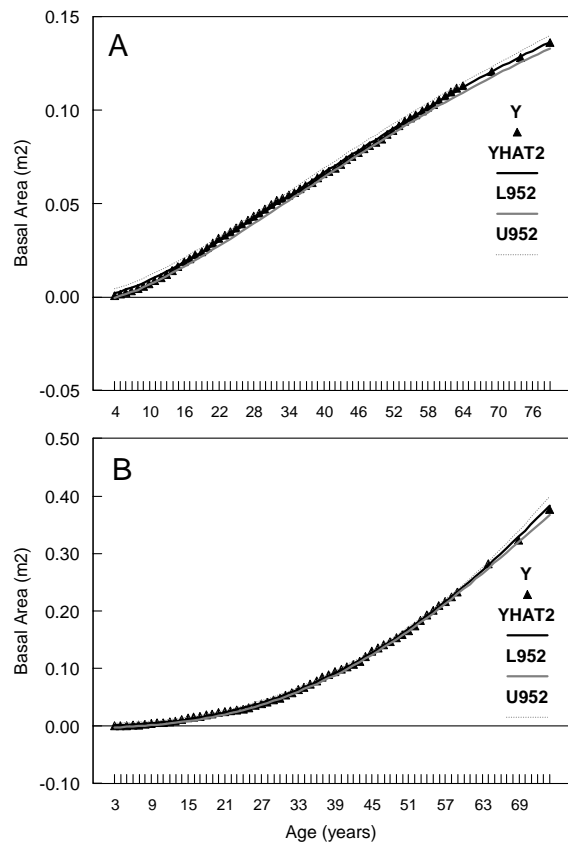 A
0.15
0.10
0.05
0.00
-0.05
Basal Area (m2)
Y
YHAT2
L952
U952
4 10 16 22 28 34 40 46 52 58 64 70 76
B
0.50
0.40
0.30
0.20
0.10
0.00
-0.10
Basal Area (m2)
Y
YHAT2
L952
U952
3 9 15 21 27 33 39 45 51 57 63 69
Age (years)